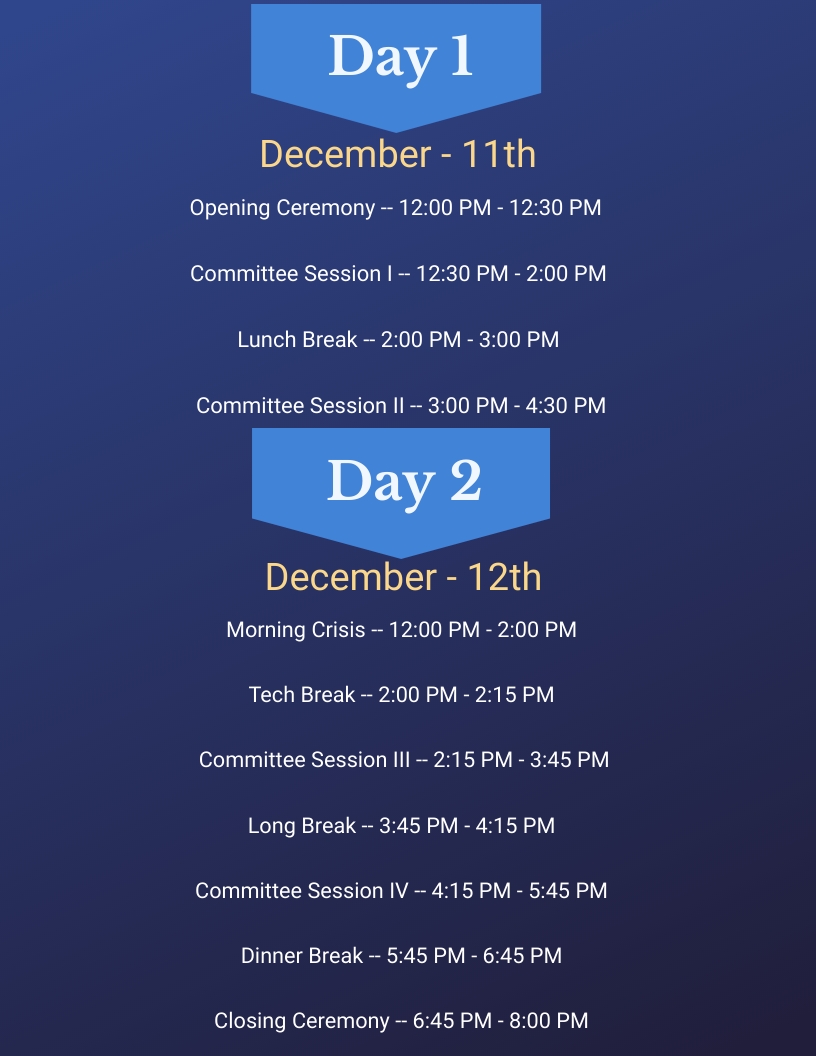 Day 1
December - 11th
Opening Ceremony -- 12:00 PM - 12:30 PM
Committee Session I -- 12:30 PM - 2:00 PM
Lunch Break -- 2:00 PM - 3:00 PM
Committee Session II -- 3:00 PM - 4:30 PM
Day 2
December - 12th
Morning Crisis -- 12:00 PM - 2:00 PM
Tech Break -- 2:00 PM - 2:15 PM
Committee Session III -- 2:15 PM - 3:45 PM
Long Break -- 3:45 PM - 4:15 PM
Committee Session IV -- 4:15 PM - 5:45 PM
Dinner Break -- 5:45 PM - 6:45 PM
Closing Ceremony -- 6:45 PM - 8:00 PM